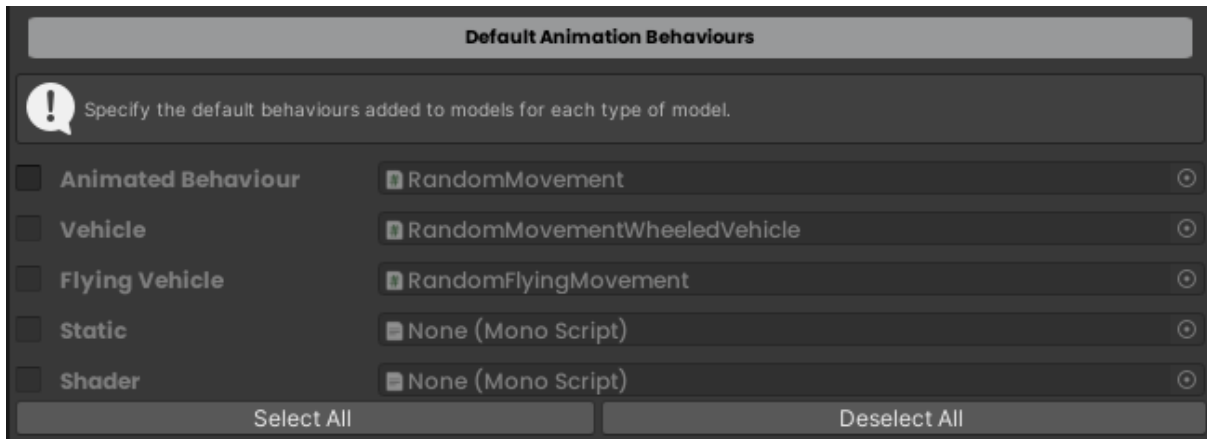 Default Animation Behaviours
Specify the default behaviours added to models for each type of model.
Animated Behaviour RandomMovement
Vehicle RandomMovementWheeledVehicle
Flying Vehicle RandomFlyingMovement
Static None (Mono Script)
Shader None (Mono Script)
Select All Deselect All